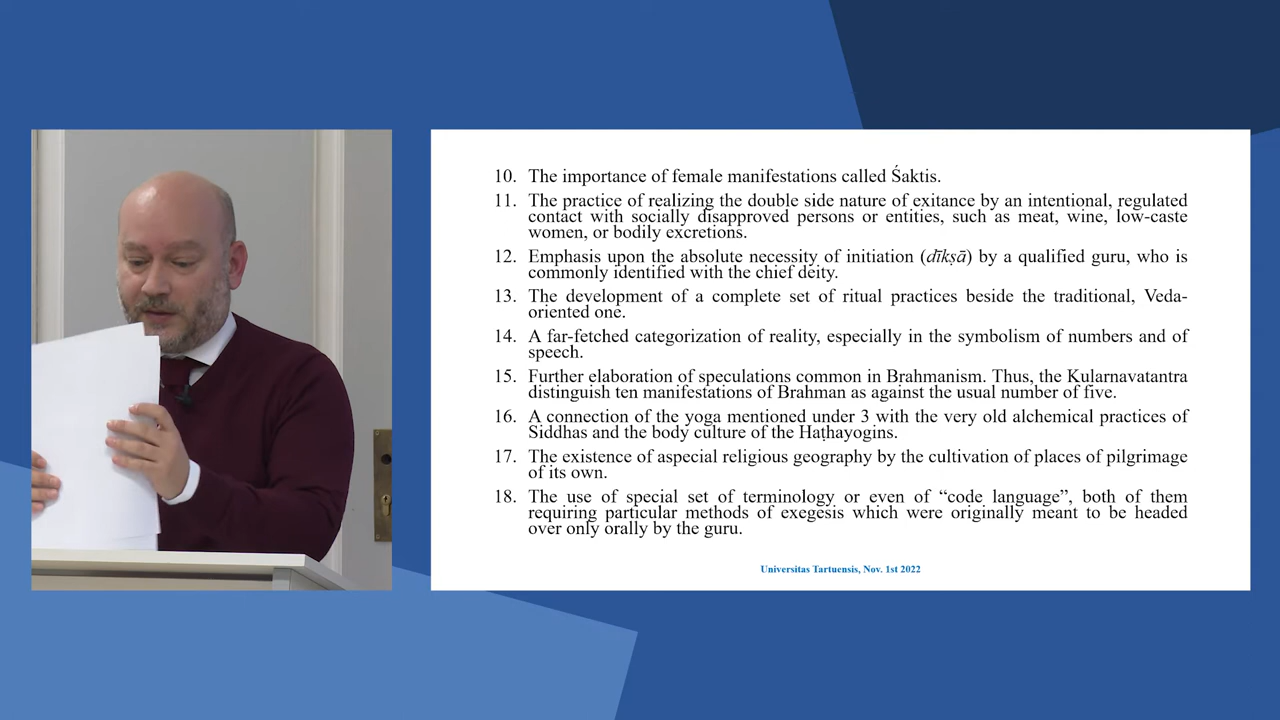 10. The importance of female manifestations called Śaktis.
11. The practice of realizing the double side nature of exitance by an intentional, regulated
contact with socially disapproved persons or entities, such as meat, wine, low-caste
women, or bodily excretions.
12. Emphasis upon the absolute necessity of initiation (dīkṣā) by a qualified guru, who is
commonly identified with the chief deity.
13. The development of a complete set of ritual practices beside the traditional, Veda-
oriented one.
14. A far-fetched categorization of reality, especially in the symbolism of numbers and of
speech.
15. Further elaboration of speculations common in Brahmanism. Thus, the Kularnavatantra
distinguish ten manifestations of Brahman as against the usual number of five.
16. A connection of the yoga mentioned under 3 with the very old alchemical practices of
Siddhas and the body culture of the Haṭhayogins.
17. The existence of aspecial religious geography by the cultivation of places of pilgrimage
of its own.
18. The use of special set of terminology or even of “code language”, both of them
requiring particular methods of exegesis which were originally meant to be headed
over only orally by the guru.
Universitas Tartuensis, Nov. 1st 2022